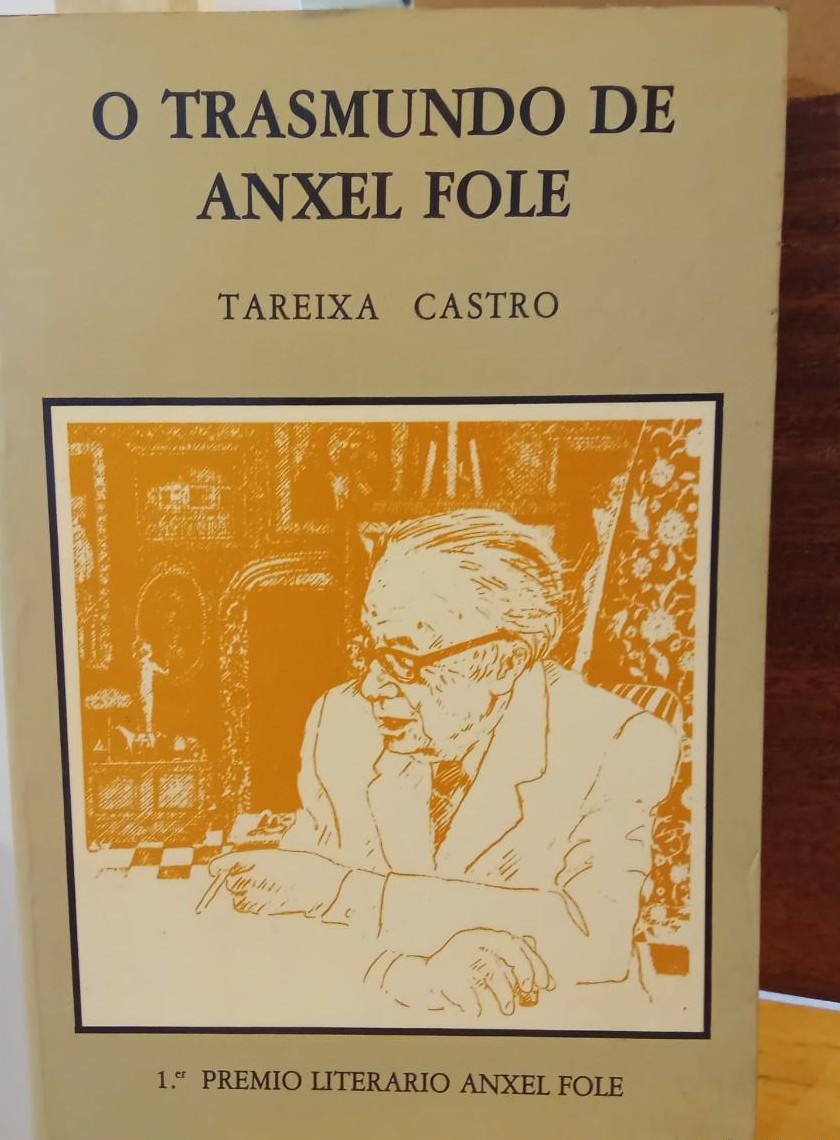 O TRASMUNDO DE
ANXEL FOLE
TAREIXA CASTRO
1.er PREMIO LITERARIO ANXEL FOLE